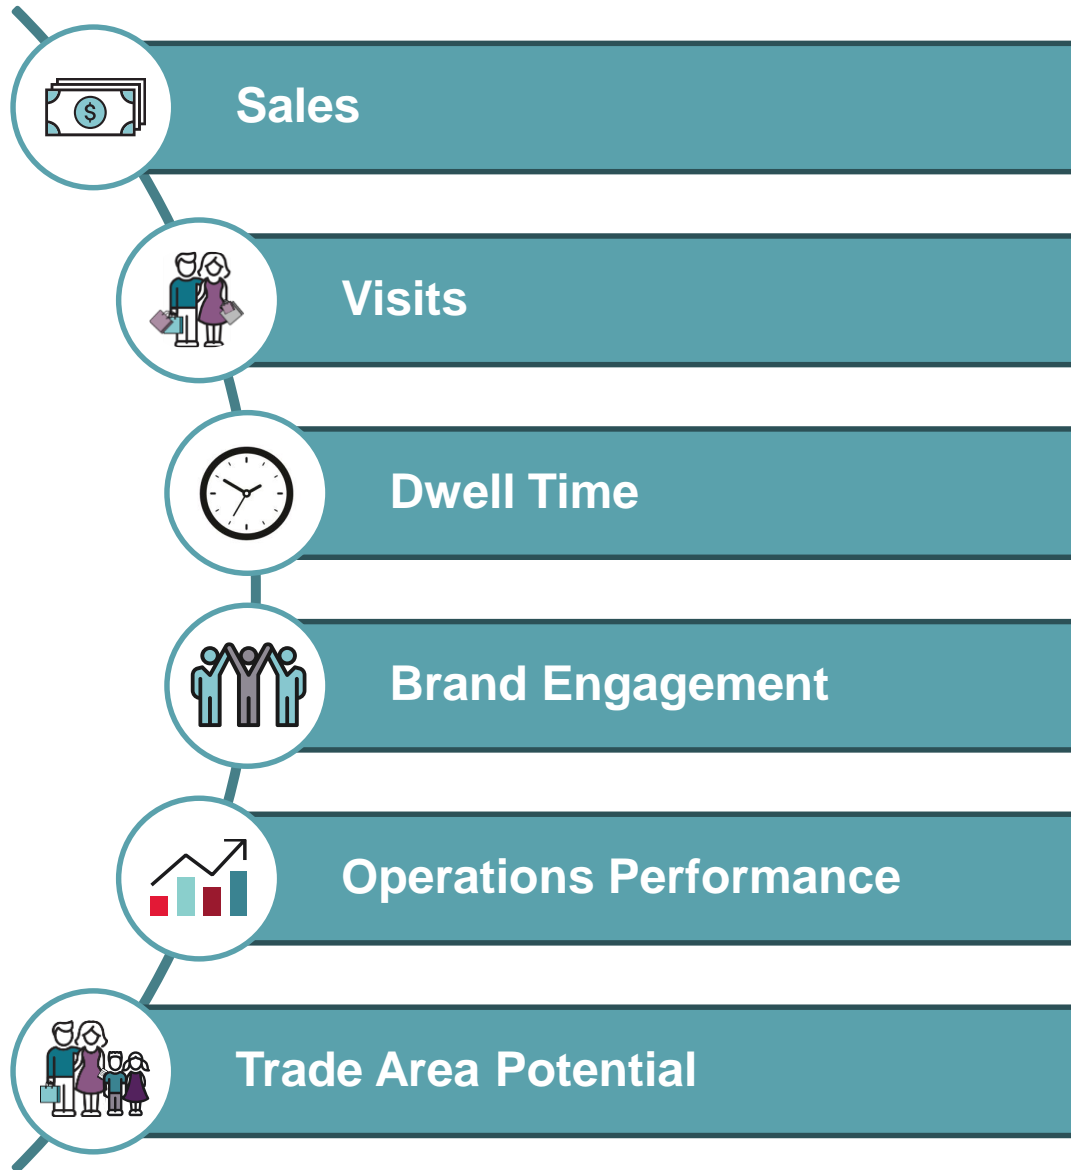 $
Sales
Visits
Dwell Time
Brand Engagement
Operations Performance
Trade Area Potential